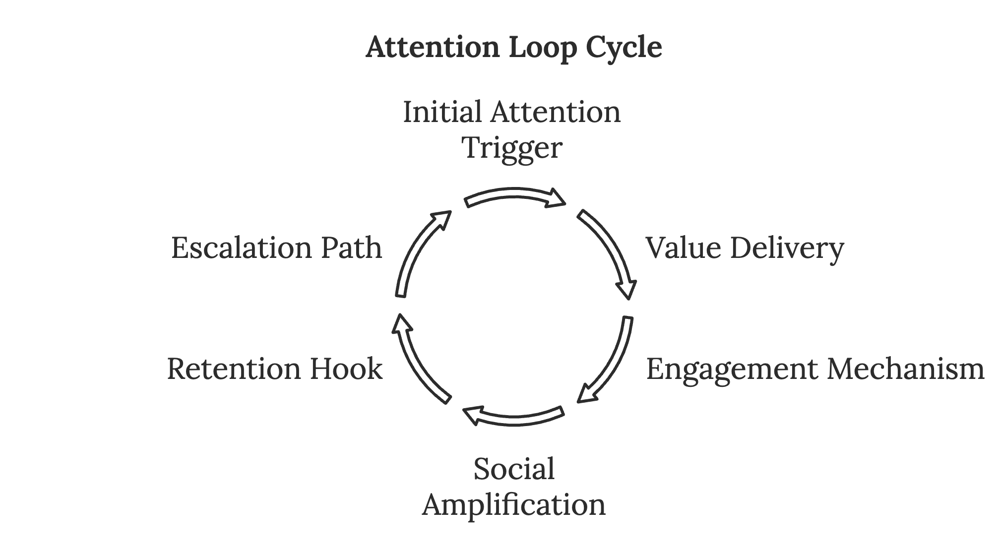 Attention Loop Cycle
Initial Attention
Trigger
Escalation Path
Value Delivery
Retention Hook
Engagement Mechanism
Social
Amplification